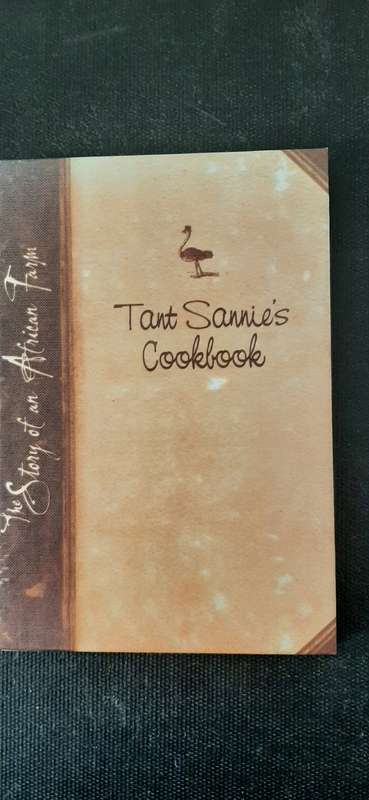 Tant Sannie's
Cookbook
The Story of an African Farm